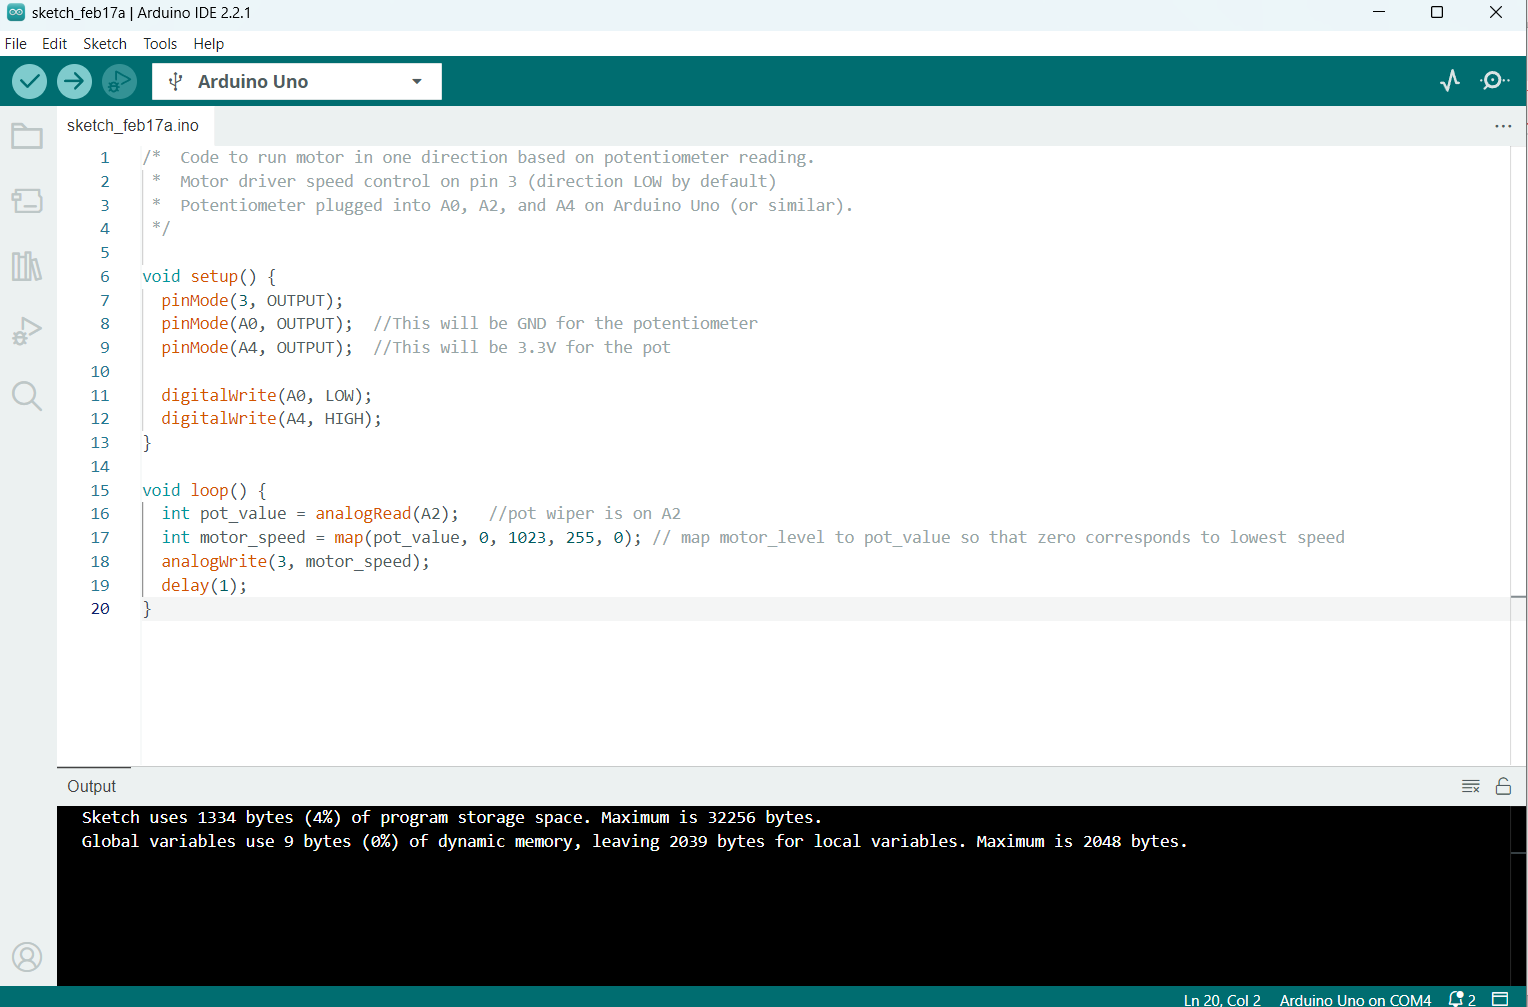 sketch_feb17a | Arduino IDE 2.2.1
File Edit Sketch Tools Help
Arduino Uno
sketch_feb17a.ino
1 /*  Code to run motor in one direction based on potentiometer reading.
2  *  Motor driver speed control on pin 3 (direction LOW by default)
3  *  Potentiometer plugged into A0, A2, and A4 on Arduino Uno (or similar).
4  */
5
6 void setup() {
7   pinMode(3, OUTPUT);
8   pinMode(A0, OUTPUT);  //This will be GND for the potentiometer
9   pinMode(A4, OUTPUT);  //This will be 3.3V for the pot
10
11   digitalWrite(A0, LOW);
12   digitalWrite(A4, HIGH);
13 }
14
15 void loop() {
16   int pot_value = analogRead(A2);   //pot wiper is on A2
17   int motor_speed = map(pot_value, 0, 1023, 255, 0); // map motor_level to pot_value so that zero corresponds to lowest speed
18   analogWrite(3, motor_speed);
19   delay(1);
20 }
Output
Sketch uses 1334 bytes (4%) of program storage space. Maximum is 32256 bytes.
Global variables use 9 bytes (0%) of dynamic memory, leaving 2039 bytes for local variables. Maximum is 2048 bytes.
Ln 20, Col 2 Arduino Uno on COM4 2